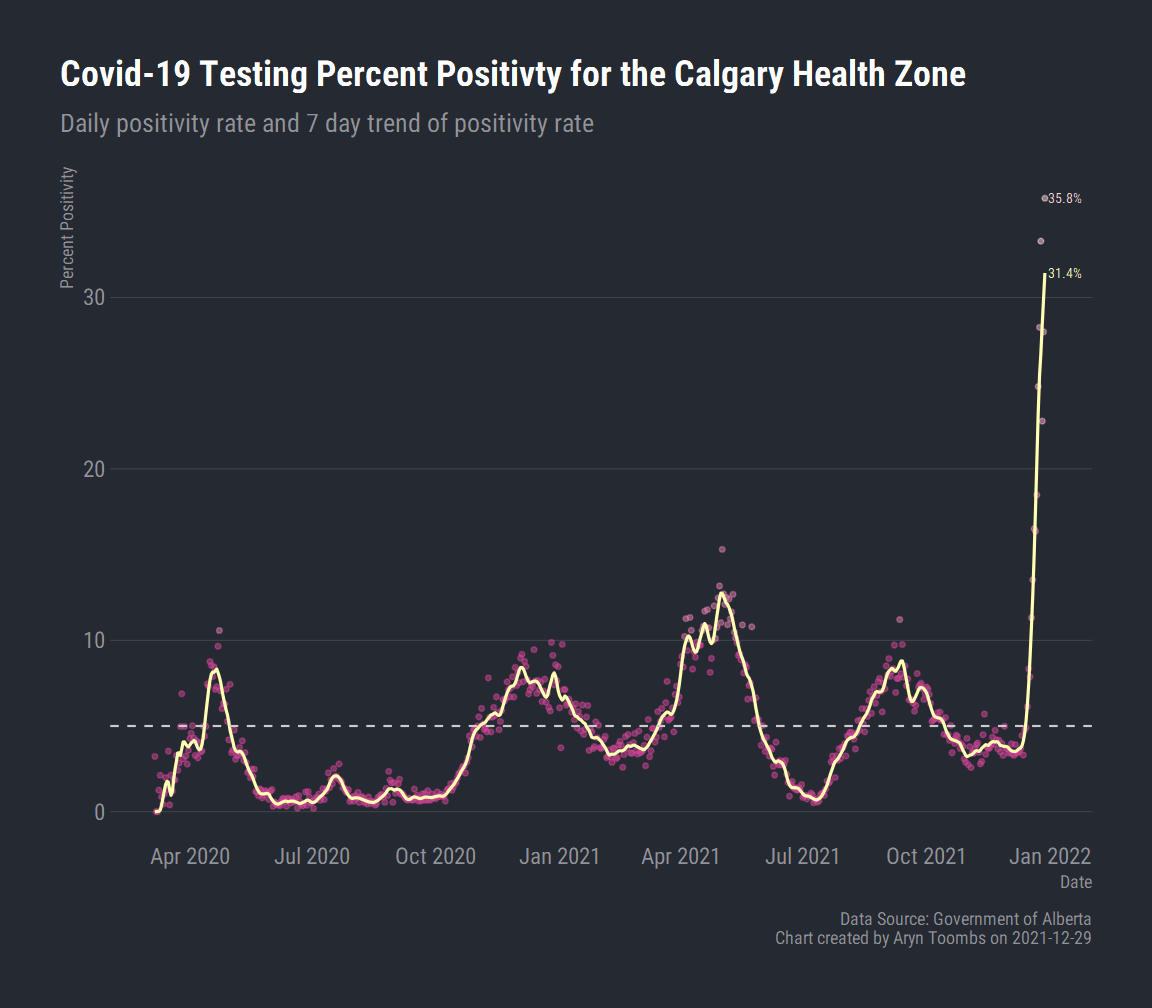 Covid-19 Testing Percent Positivty for the Calgary Health Zone
Daily positivity rate and 7 day trend of positivity rate
Percent Positivity
35.8%
31.4%
30
20
10
0
Apr 2020 Jul 2020 Oct 2020 Jan 2021 Apr 2021 Jul 2021 Oct 2021 Jan 2022
Date
Data Source: Government of Alberta
Chart created by Aryn Toombs on 2021-12-29